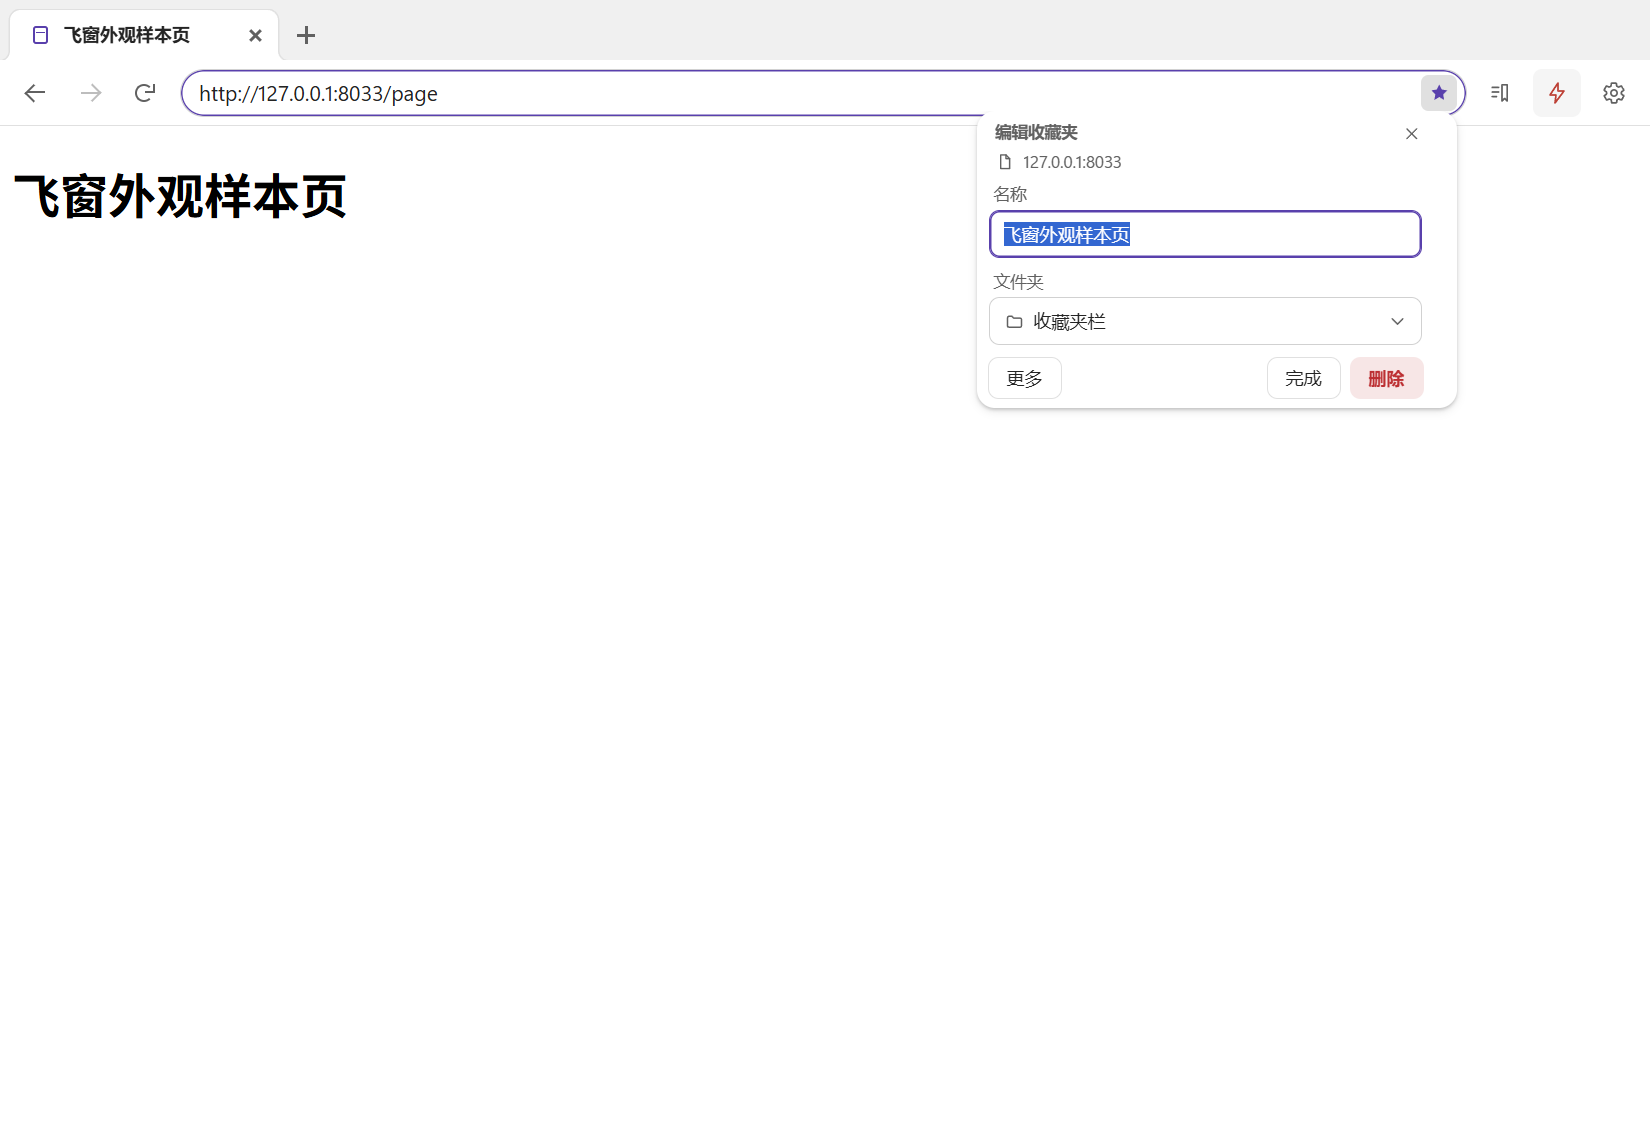 飞窗外观样本页
http://127.0.0.1:8033/page
飞窗外观样本页
编辑收藏夹
127.0.0.1:8033
名称
飞窗外观样本页
文件夹
收藏夹栏
更多
完成
删除